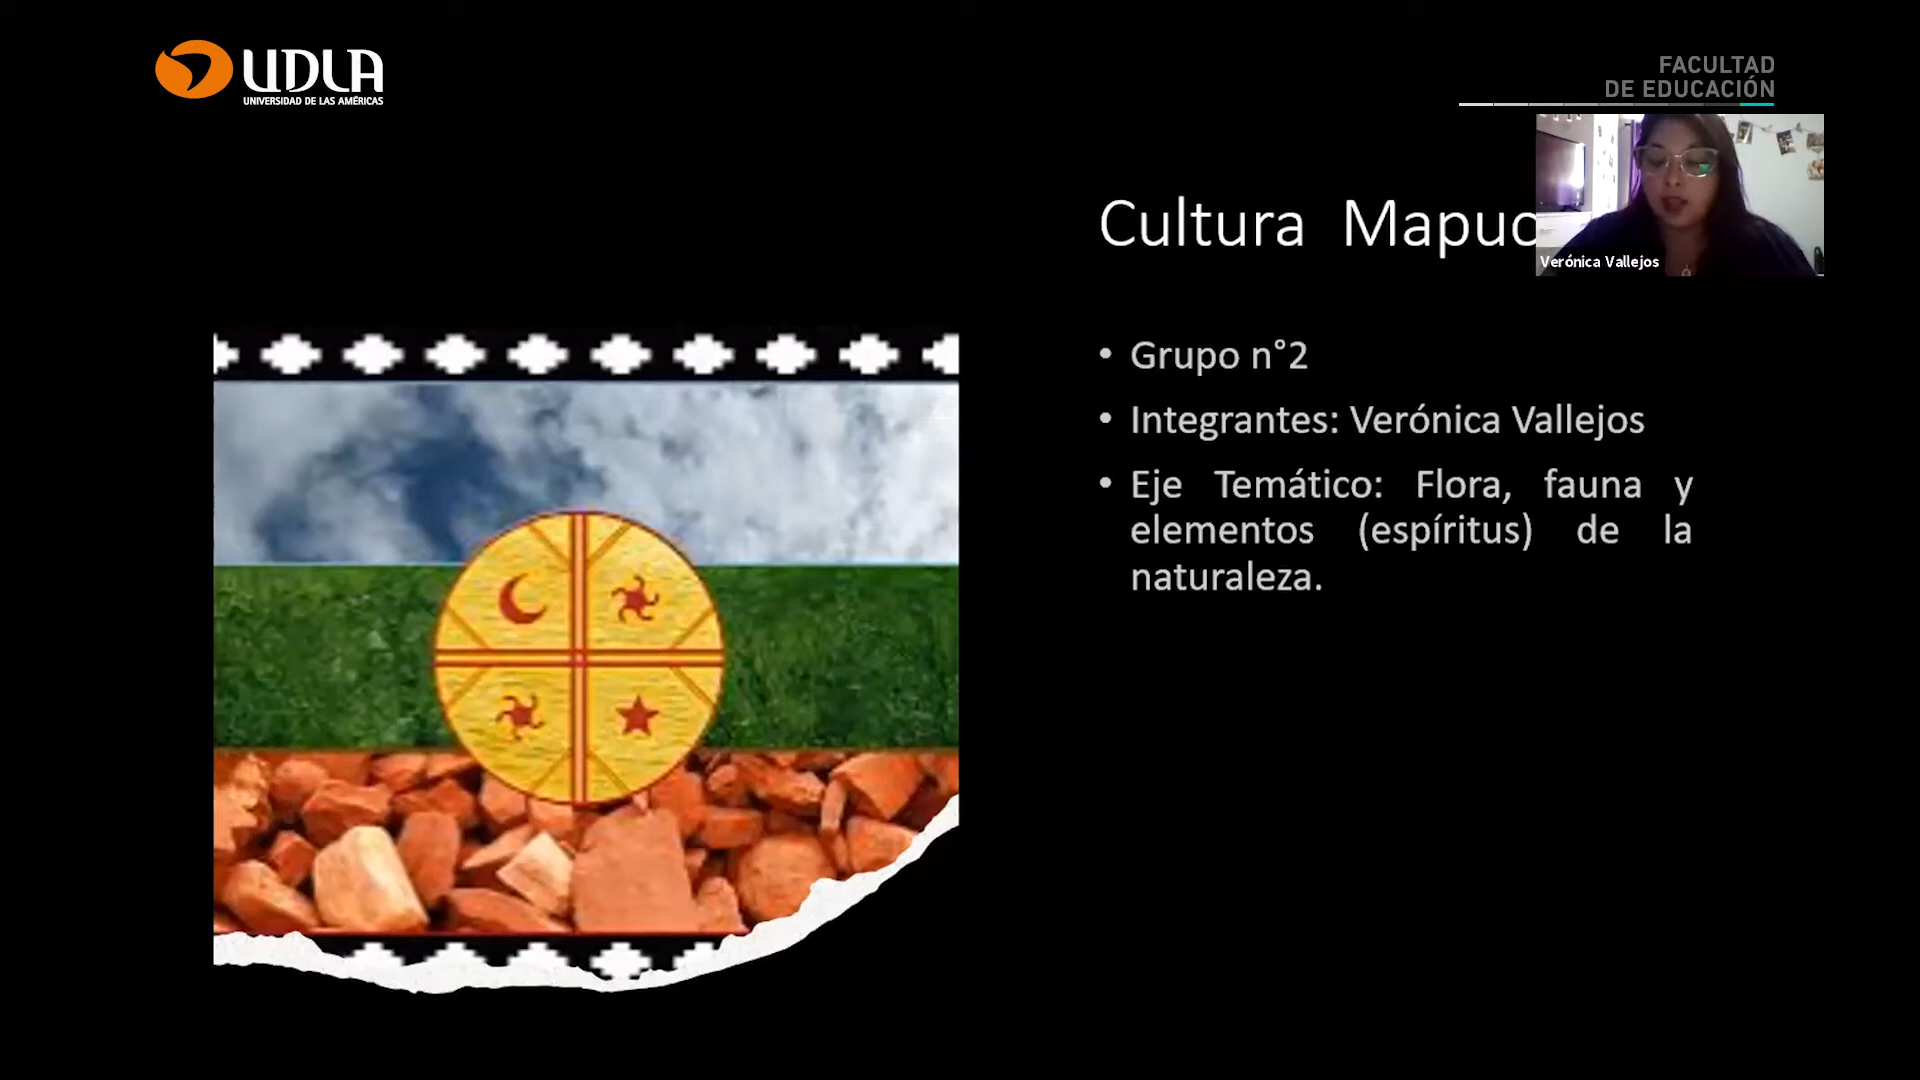 UDLA
UNIVERSIDAD DE LAS AMÉRICAS
FACULTAD
DE EDUCACIÓN
Cultura Mapuc
Verónica Vallejos
• Grupo n°2
• Integrantes: Verónica Vallejos
• Eje Temático: Flora, fauna y
elementos (espíritus) de la
naturaleza.